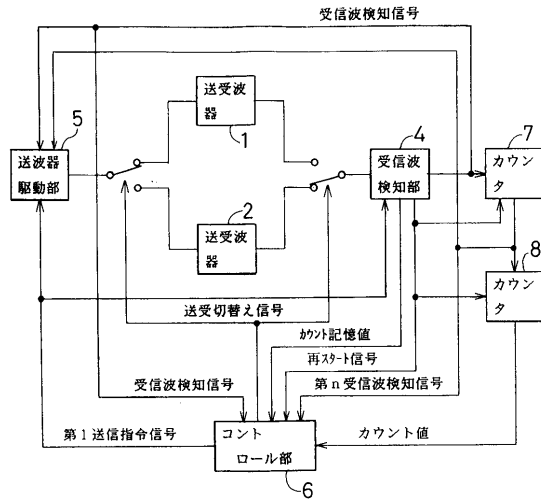 受信波検知信号
送受波
器
1
5
送波器
駆動部
4
受信波
検知部
7
カウン
タ
2
送受波器
8
カウン
タ
送受切替え信号
カウント記憶値
再スタート信号
受信波検知信号
第n受信波検知信号
第1送信指令信号
コント
ロール部
カウント値
6